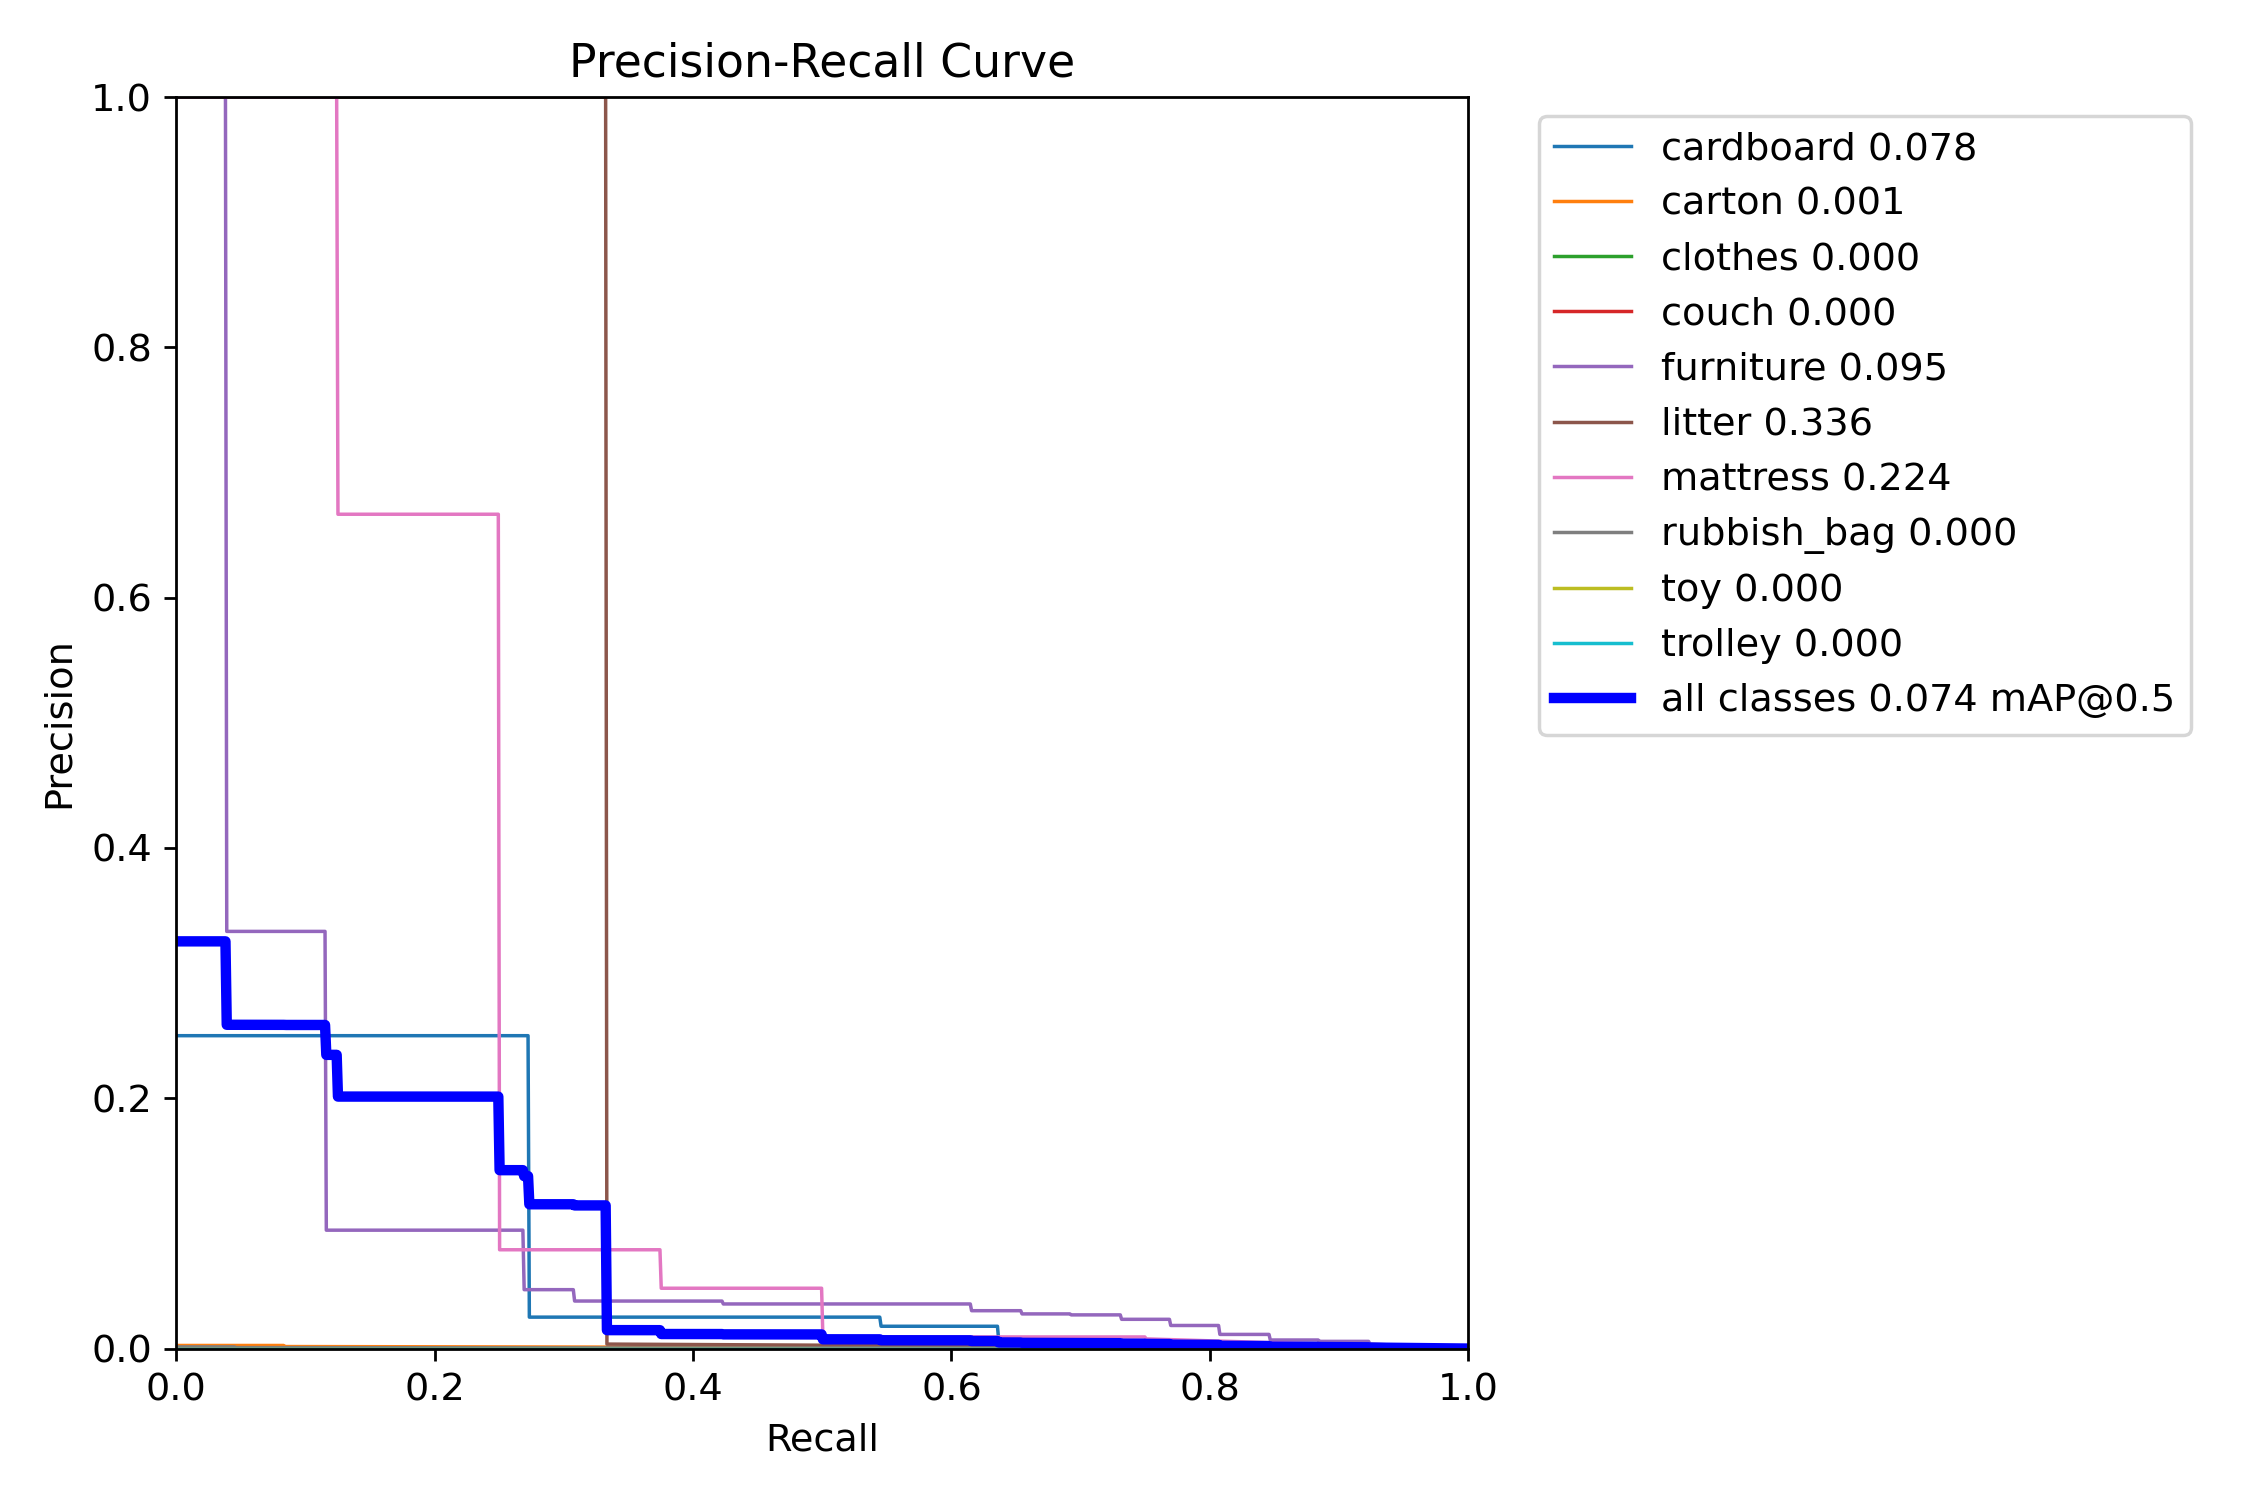 Precision-Recall Curve
1.0
0.8
0.6
0.4
0.2
0.0
Precision
0.0 0.2 0.4 0.6 0.8 1.0
Recall
cardboard 0.078
carton 0.001
clothes 0.000
couch 0.000
furniture 0.095
litter 0.336
mattress 0.224
rubbish_bag 0.000
toy 0.000
trolley 0.000
all classes 0.074 mAP@0.5